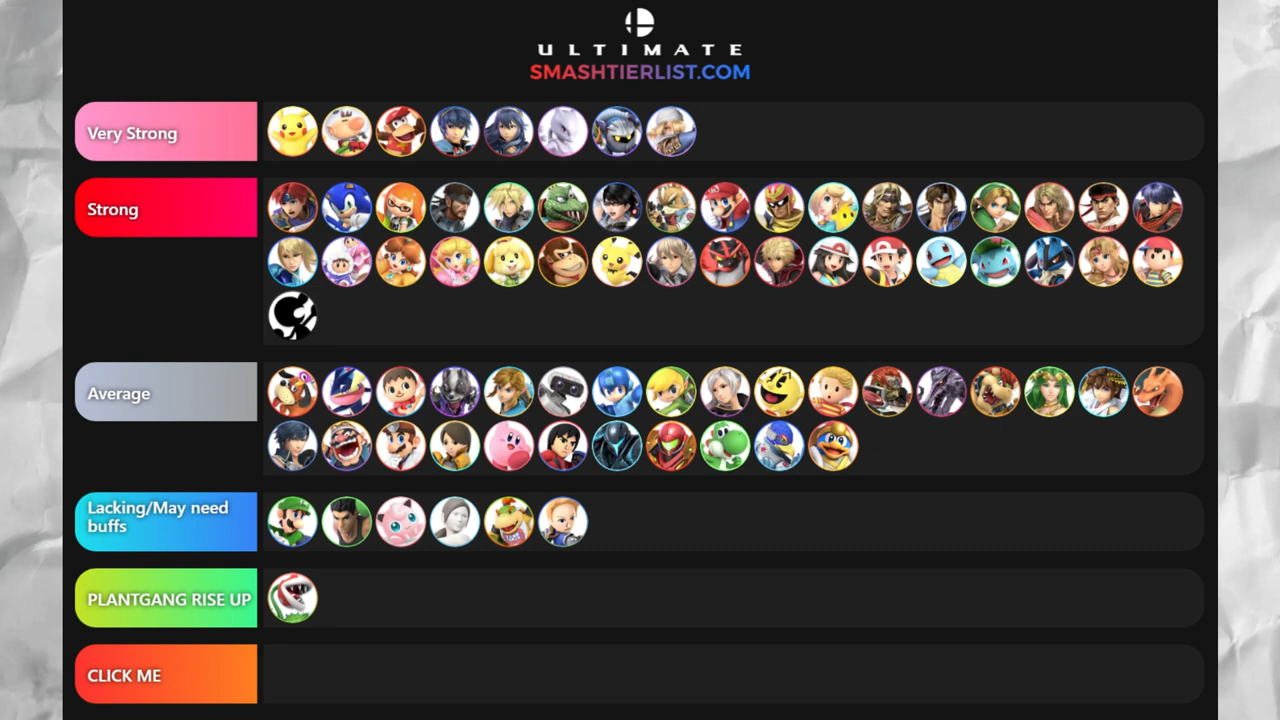 ULTIMATE
SMASHTIERLIST.COM
Very Strong
Strong
Average
Lacking/May need
buffs
PLANTGANG RISE UP
CLICK ME